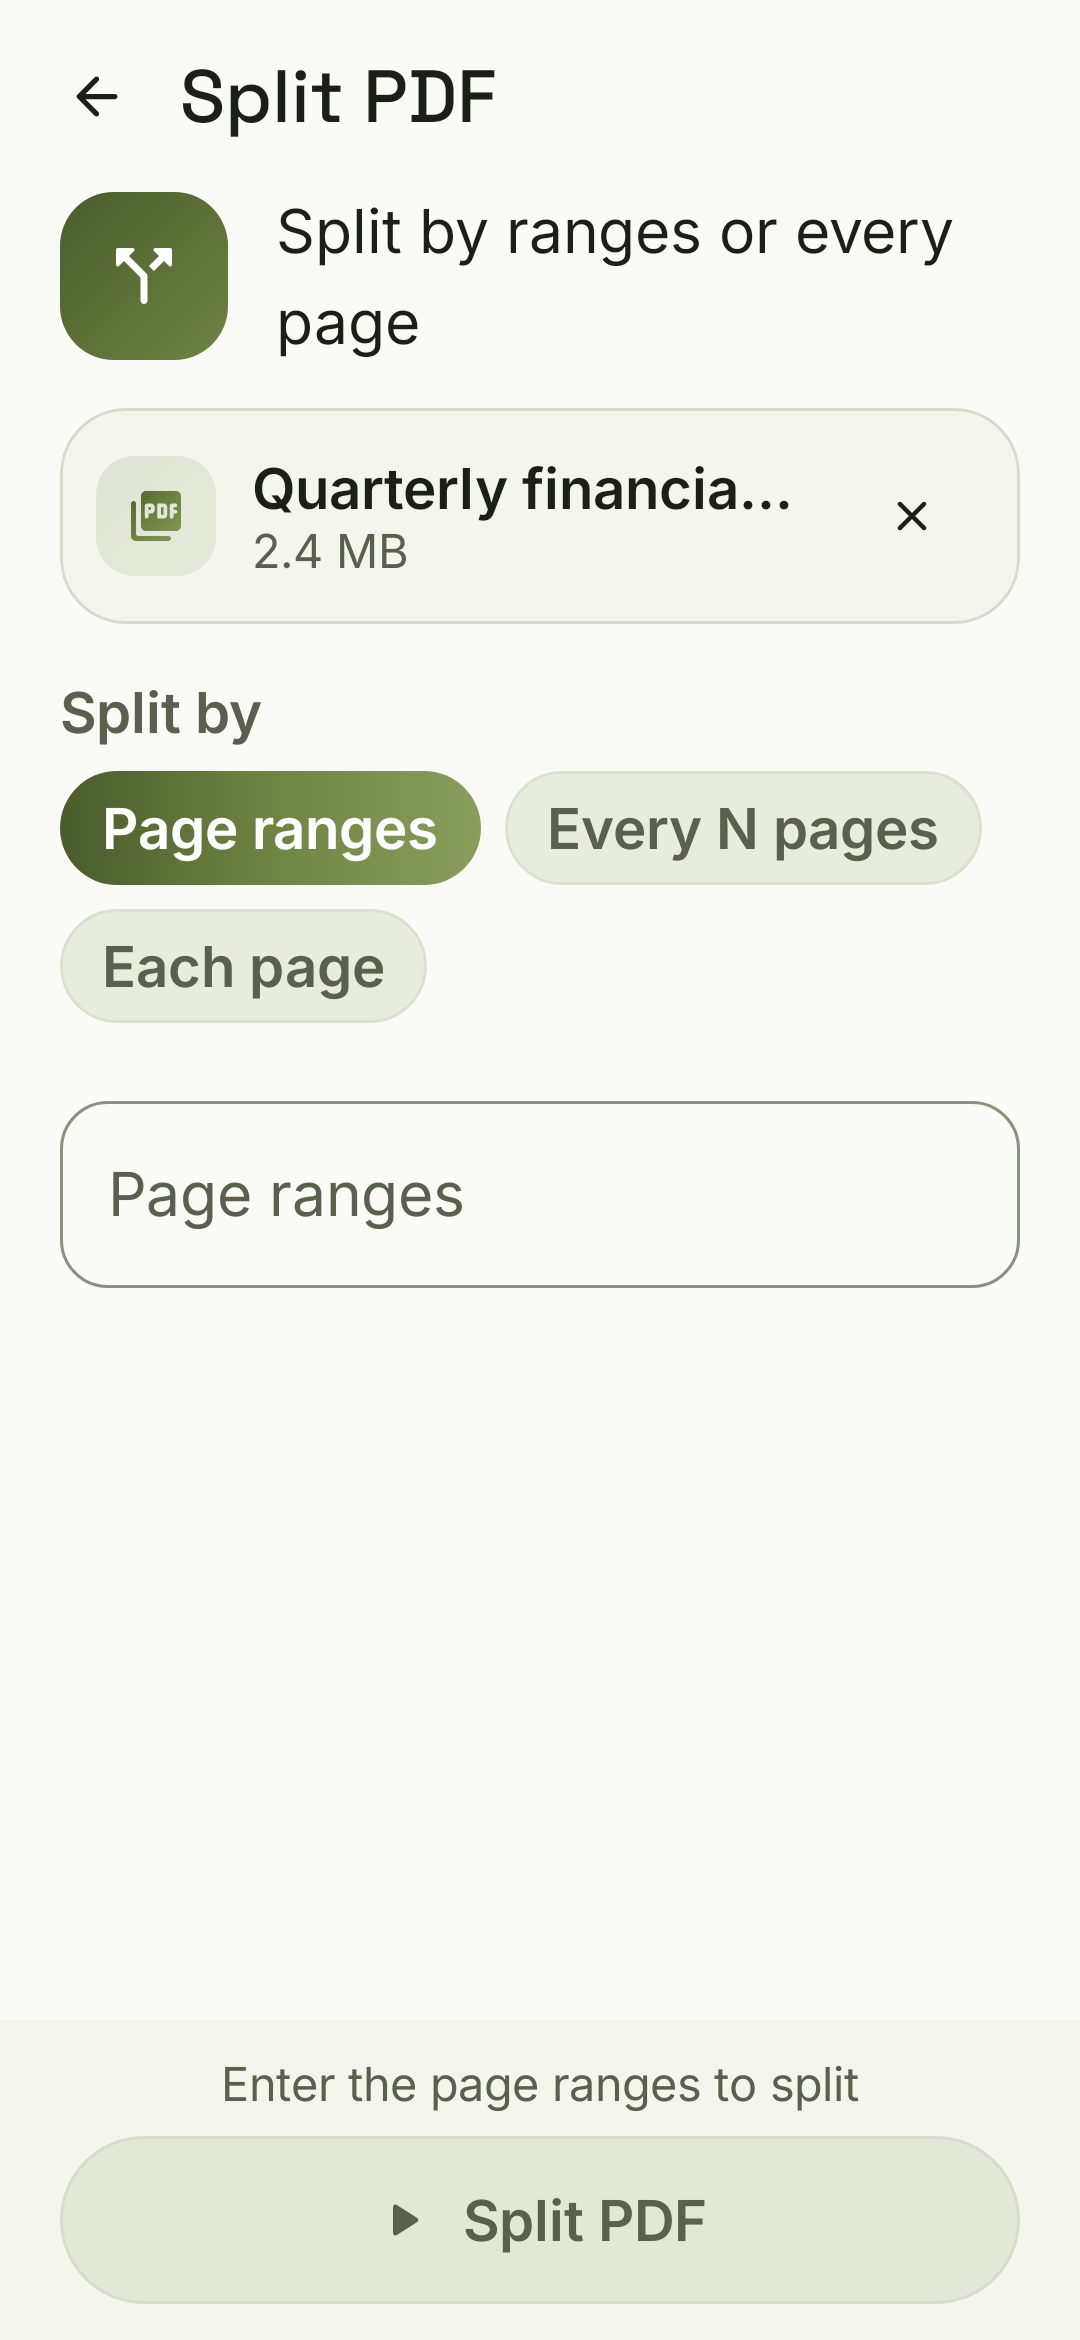 Split PDF
Split by ranges or every
page
PDF
Quarterly financia...
2.4 MB
Split by
Page ranges
Every N pages
Each page
Page ranges
Enter the page ranges to split
Split PDF